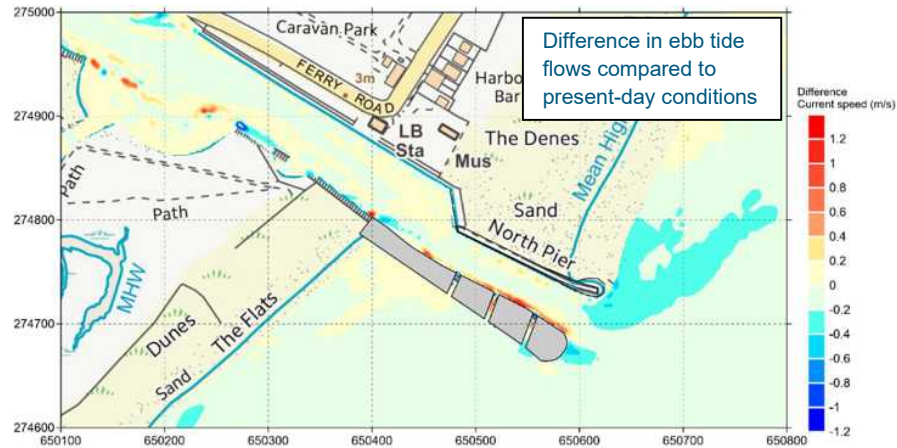 275000
274900
274800
274700
274600
650100
650200
650300
650400
650500
650600
650700
650800
Difference in ebb tide
flows compared to
present-day conditions
Difference
Current speed (m/s)
1.2
1
0.8
0.6
0.4
0.2
0
-0.2
-0.4
-0.6
-0.8
-1
-1.2
Caravan Park
3m
FERRY ROAD
Harbo
Bar
LB
Sta
Mus
The Denes
Mean High
Sand
North Pier
Path
Path
MHW
Dunes
The Flats
Sand